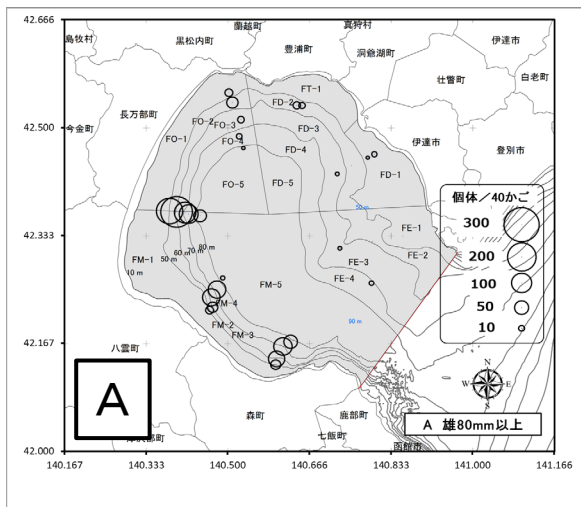 42.666
42.500
42.333
42.167
42.000
140.167
140.333
140.500
140.666
140.833
141.000
141.166
島牧村
黒松内町
蘭越町
豊浦町
真狩村
洞爺湖町
伊達市
壮瞥町
白老町
今金町
長万部町
伊達市
登別市
八雲町
森町
鹿部町
七飯町
函館市
FT-1
FD-2
FO-2
FO-3
FD-3
FO-1
FO-4
FD-4
FO-5
FD-5
FD-1
50 m
FE-1
FE-2
FM-1
10 m
50 m
60 m
70 m
80 m
FM-5
FE-3
FE-4
FM-4
FM-2
FM-3
90 m
個体/40かご
300
200
100
50
10
N
W
E
S
A
A 雄80mm以上